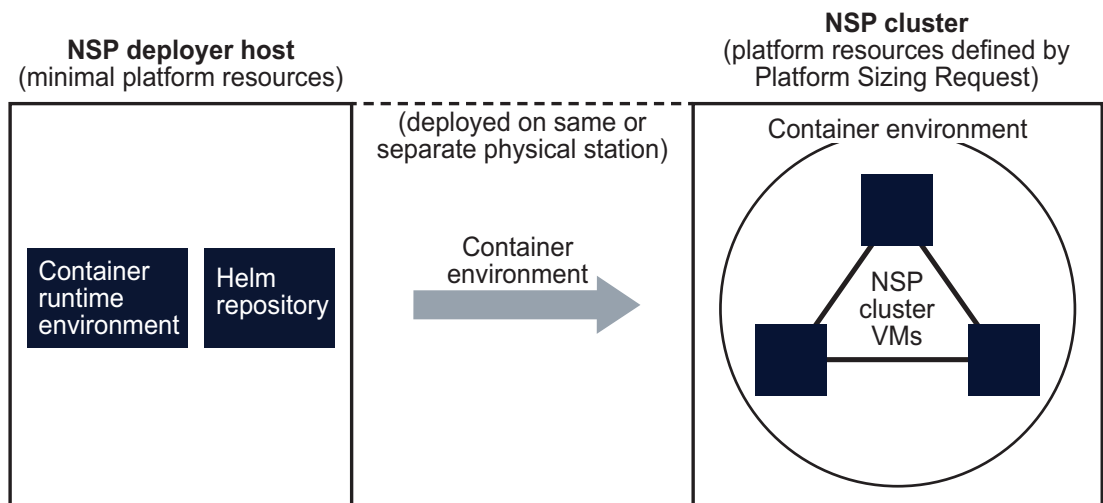 NSP deployer host
(minimal platform resources)
NSP cluster
(platform resources defined by
Platform Sizing Request)
(deployed on same or
separate physical station)
Container environment
Container
runtime
environment
Helm
repository
Container
environment
NSP
cluster
VMs